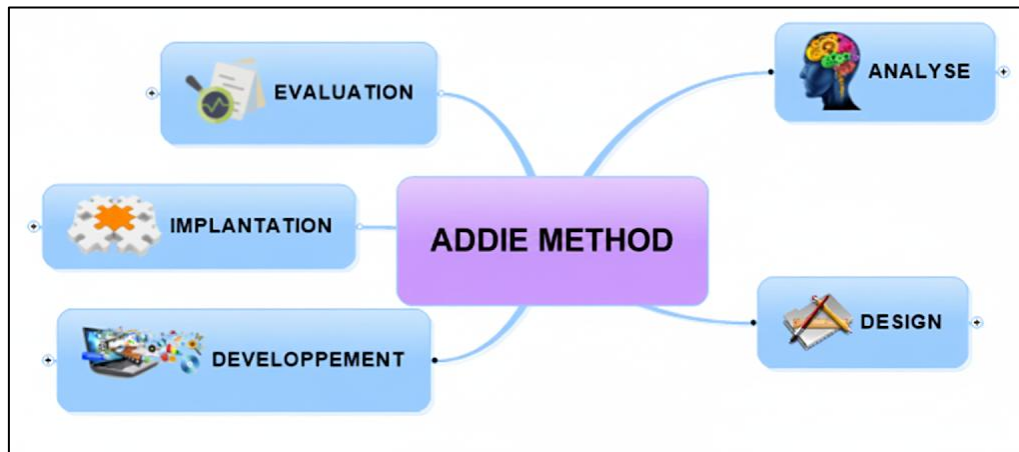 EVALUATION
ANALYSE
IMPLANTATION
ADDIE METHOD
DEVELOPPEMENT
DESIGN